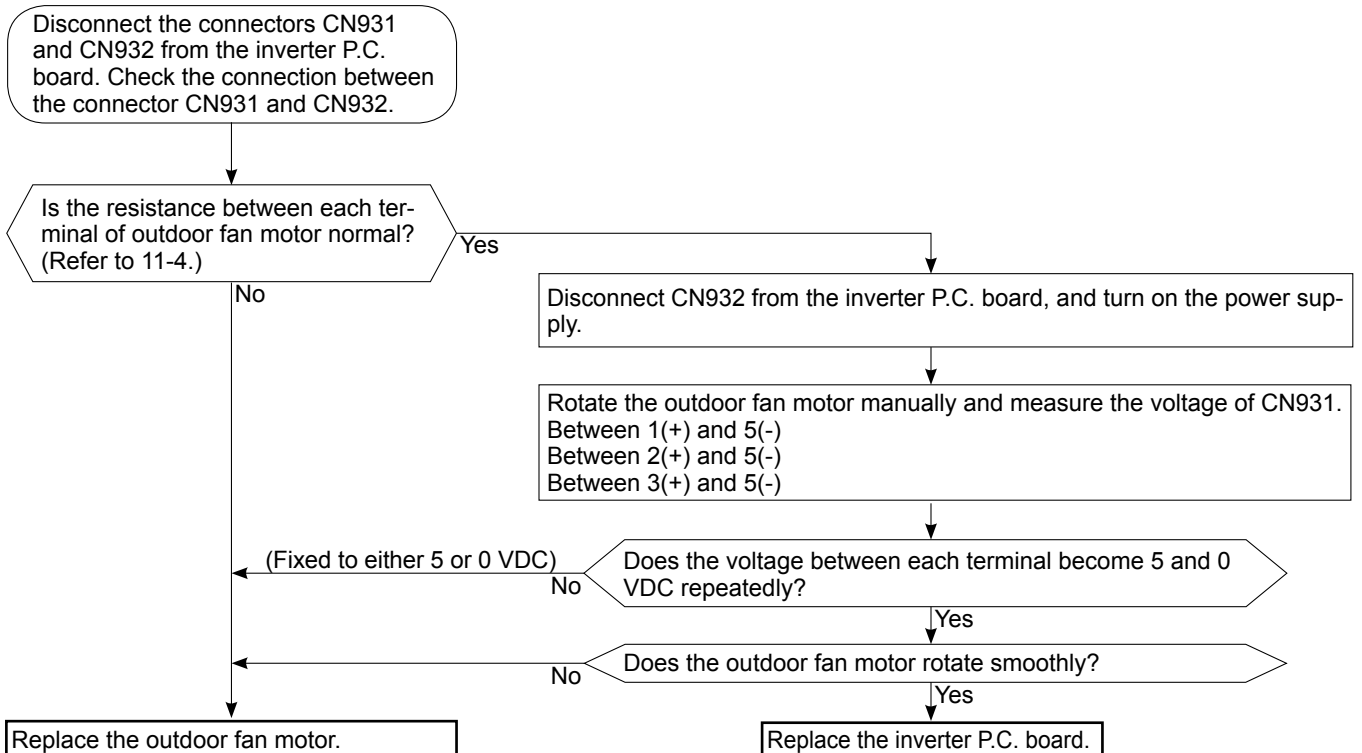 Disconnect the connectors CN931
and CN932 from the inverter P.C.
board. Check the connection between
the connector CN931 and CN932.
Is the resistance between each ter-
minal of outdoor fan motor normal?
(Refer to 11-4.)
Yes
No
Disconnect CN932 from the inverter P.C. board, and turn on the power sup-
ply.
Rotate the outdoor fan motor manually and measure the voltage of CN931.
Between 1(+) and 5(-)
Between 2(+) and 5(-)
Between 3(+) and 5(-)
(Fixed to either 5 or 0 VDC)
No
Does the voltage between each terminal become 5 and 0
VDC repeatedly?
Yes
No
Does the outdoor fan motor rotate smoothly?
Yes
Replace the outdoor fan motor.
Replace the inverter P.C. board.